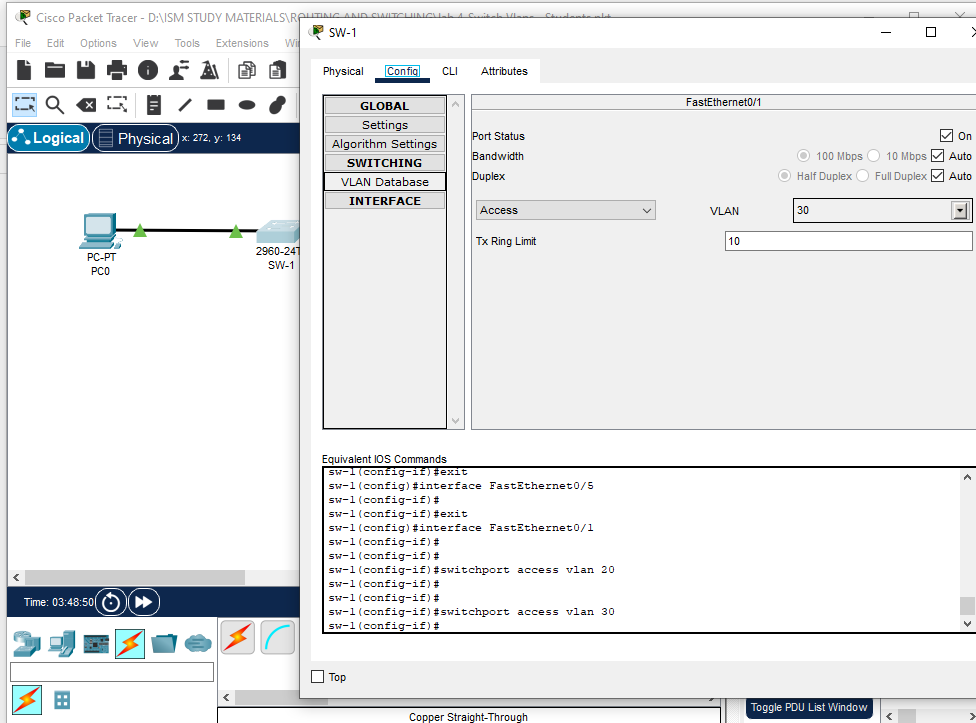 Cisco Packet Tracer - D:\ISM STUDY MATERIALS\ROUTING AND SWITCHING\lab 4 Switch Vlans - Students.pkt
File Edit Options View Tools Extensions
SW-1
Physical Config CLI Attributes
Logical Physical x: 272, y: 134
PC-PT
PC0
2960-24T
SW-1
Time: 03:48:50
GLOBAL
Settings
Algorithm Settings
SWITCHING
VLAN Database
INTERFACE
FastEthernet0/1
Port Status On
Bandwidth 100 Mbps 10 Mbps Auto
Duplex Half Duplex Full Duplex Auto
Access VLAN 30
Tx Ring Limit 10
Equivalent IOS Commands
sw-1(config-if)#exit
sw-1(config)#interface FastEthernet0/5
sw-1(config-if)#
sw-1(config-if)#exit
sw-1(config)#interface FastEthernet0/1
sw-1(config-if)#
sw-1(config-if)#
sw-1(config-if)#switchport access vlan 20
sw-1(config-if)#
sw-1(config-if)#
sw-1(config-if)#switchport access vlan 30
sw-1(config-if)#
Top
Copper Straight-Through
Toggle PDU List Window